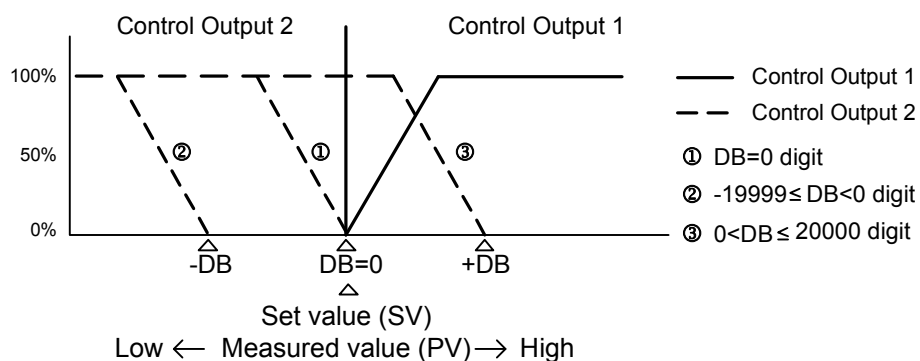 Control Output 2
Control Output 1
100%
50%
0%
②
①
③
-DB
DB=0
+DB
Set value (SV)
Low ← Measured value (PV) → High
Control Output 1
Control Output 2
① DB=0 digit
② -19999≤DB<0 digit
③ 0<DB≤ 20000 digit